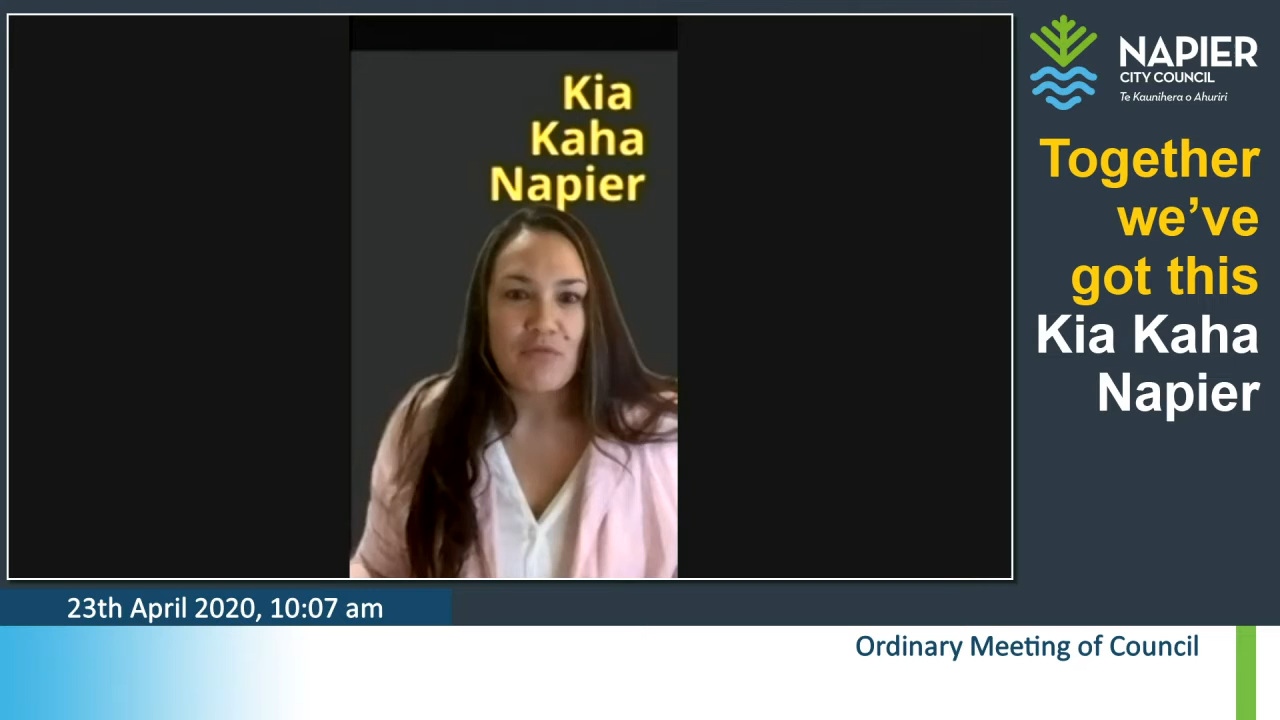 Kia
Kaha
Napier
NAPIER
CITY COUNCIL
Te Kaunihera o Ahuriri
Together
we’ve
got this
Kia Kaha
Napier
23th April 2020, 10:07 am
Ordinary Meeting of Council